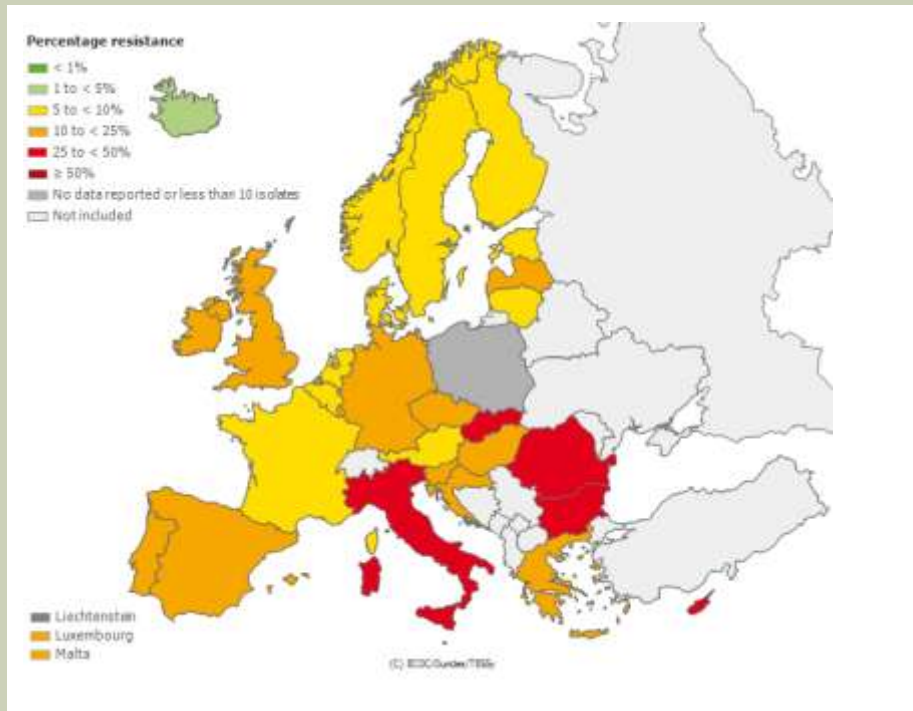 Percentage resistance
< 1%
1 to < 5%
5 to < 10%
10 to < 25%
25 to < 50%
≥ 50%
No data reported or less than 10 isolates
Not included
Liechtenstein
Luxembourg
Malta
(C)